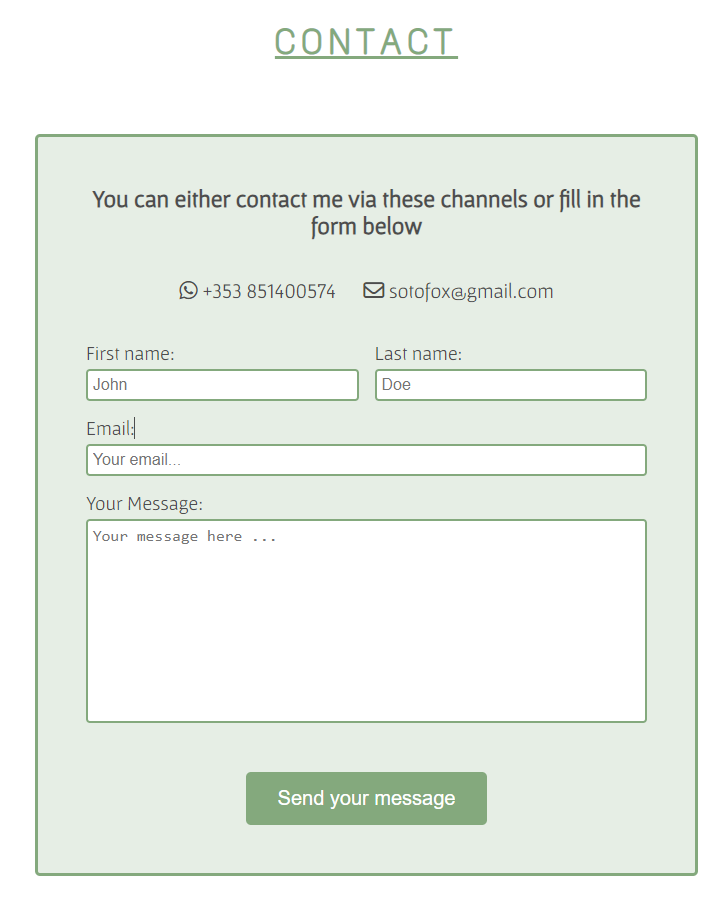 CONTACT
You can either contact me via these channels or fill in the
form below
+353 851400574 sotofox@gmail.com
First name: Last name:
John Doe
Email:
Your email...
Your Message:
Your message here ...
Send your message